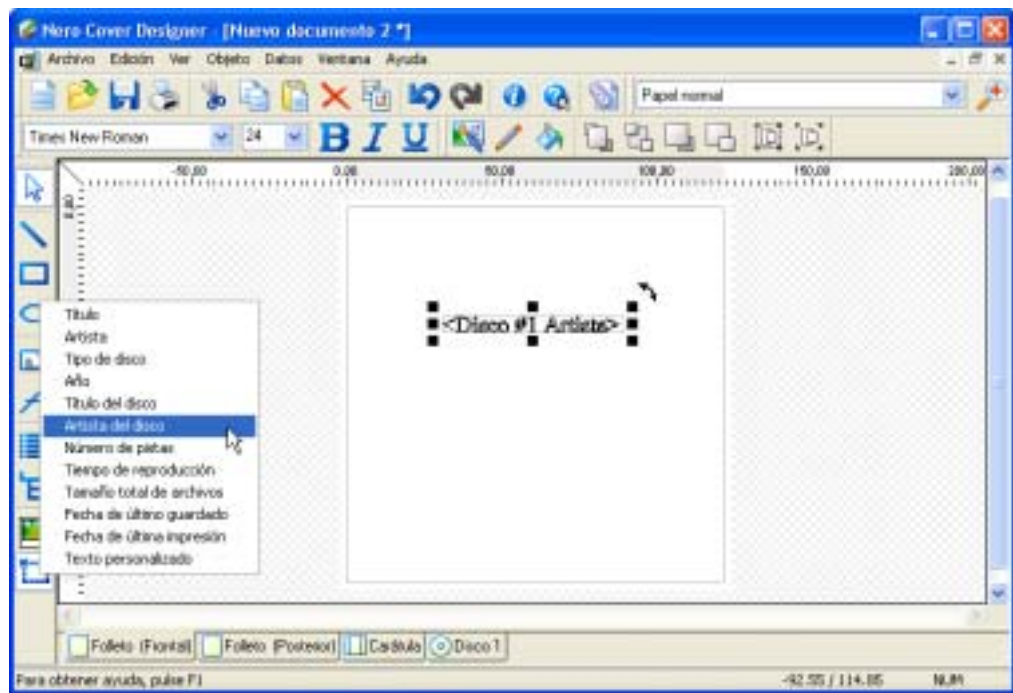 Nero Cover Designer - [Nuevo documento 2 *]
Archivo Edición Ver Objeto Datos Ventana Ayuda
Papel normal
Times New Roman 24 B I U
-50,00 0,00 50,00 100,00 150,00 200,00
0,00
<Disco #1 Artista>
Título
Artista
Tipo de disco
Año
Título del disco
Artista del disco
Número de pistas
Tiempo de reproducción
Tamaño total de archivos
Fecha de último guardado
Fecha de última impresión
Texto personalizado
Folleto (Frontal) Folleto (Posterior) Carátula Disco 1
Para obtener ayuda, pulse F1 -92.55 / 114.85 NUM